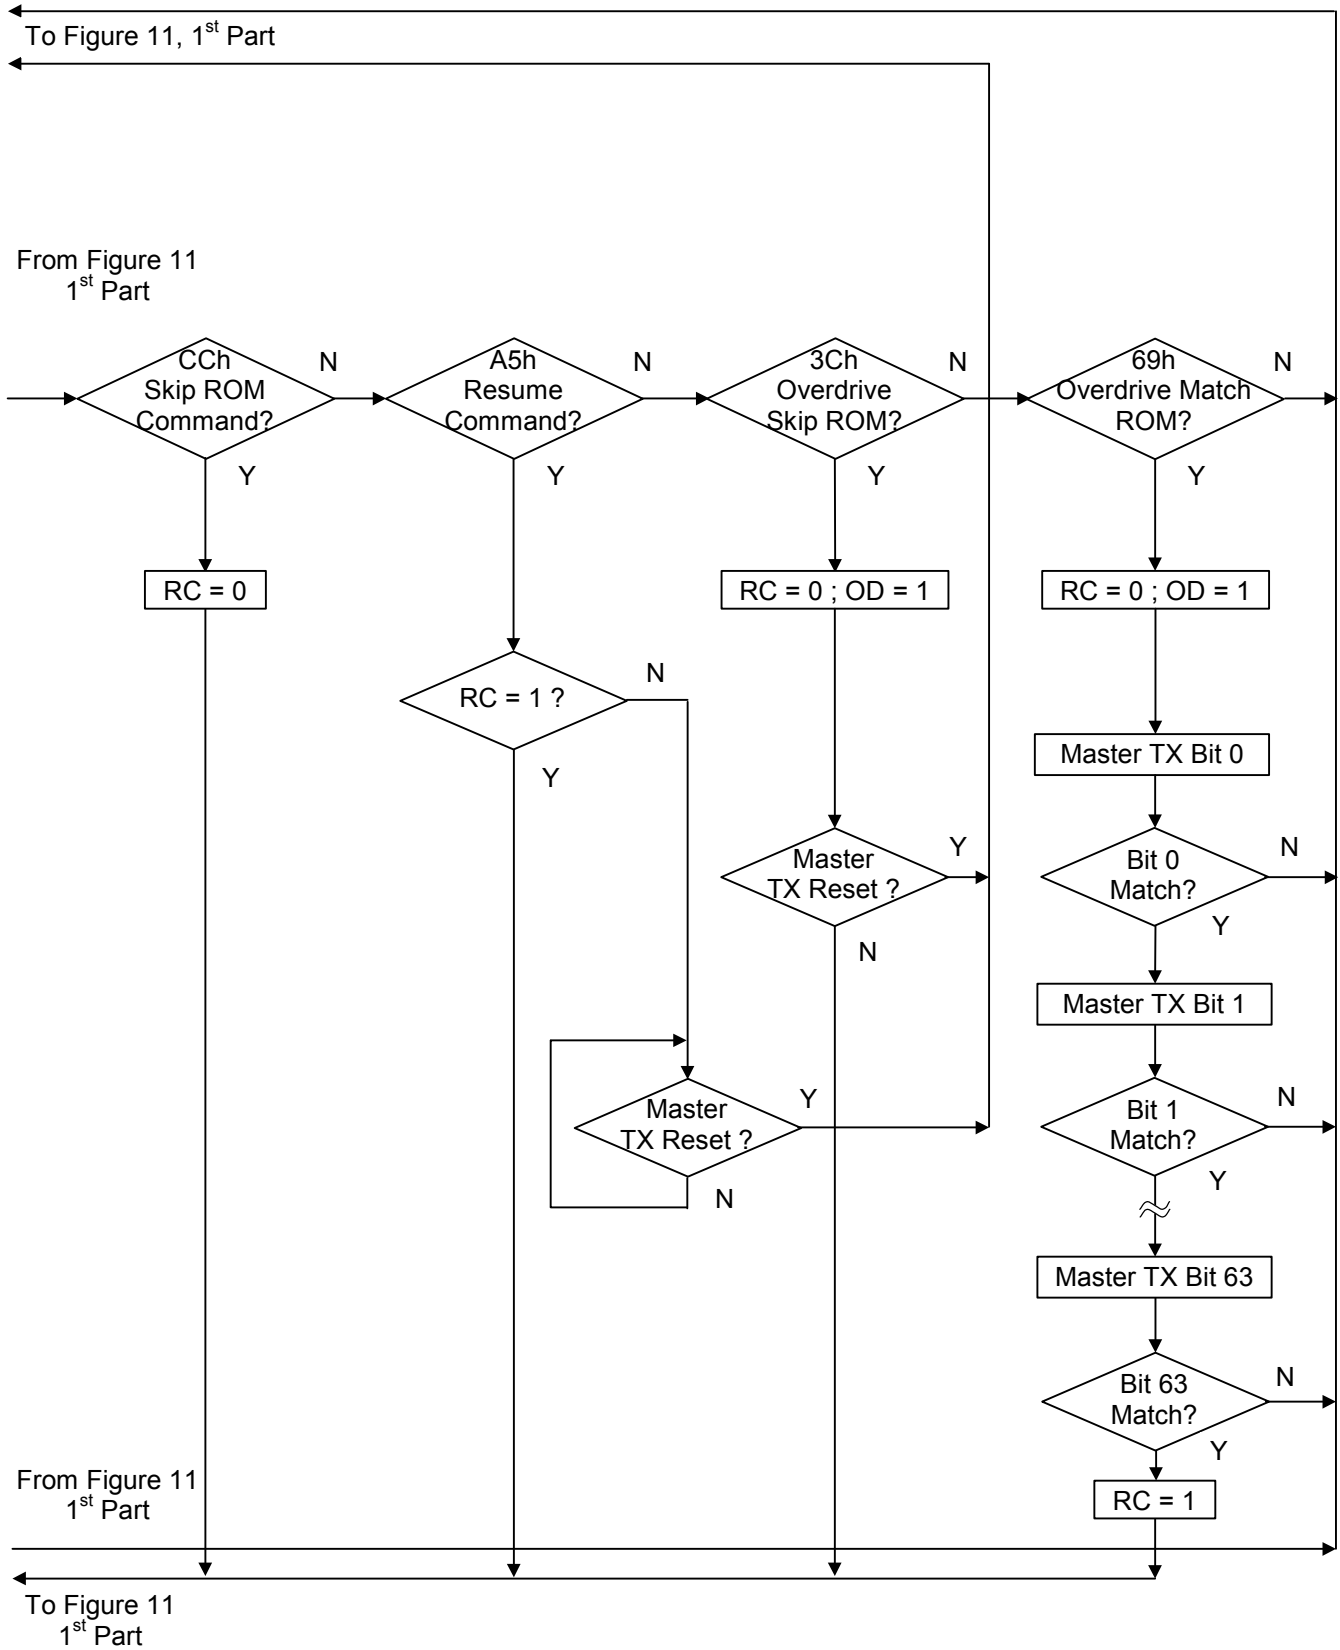 To Figure 11, 1st Part
From Figure 11
1st Part
CCh
Skip ROM
Command?
N
Y
A5h
Resume
Command?
N
Y
3Ch
Overdrive
Skip ROM?
N
Y
69h
Overdrive Match
ROM?
N
Y
RC = 0
RC = 0 ; OD = 1
RC = 0 ; OD = 1
RC = 1 ?
N
Y
Master TX Bit 0
Master
TX Reset ?
Y
N
Bit 0
Match?
N
Y
Master TX Bit 1
Master
TX Reset ?
Y
N
Bit 1
Match?
N
Y
Master TX Bit 63
Bit 63
Match?
N
Y
RC = 1
From Figure 11
1st Part
To Figure 11
1st Part